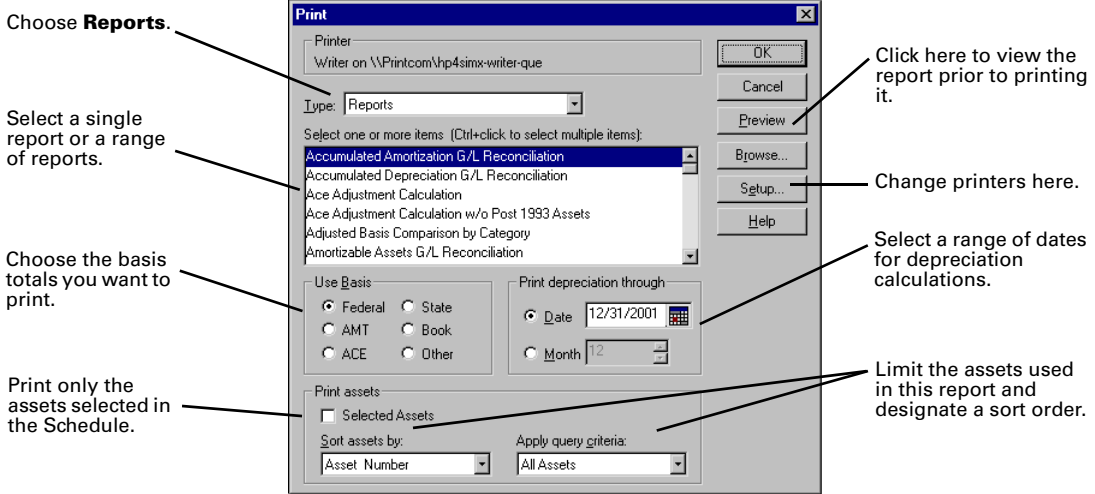 Choose Reports.
Select a single
report or a range
of reports.
Choose the basis
totals you want to
print.
Print only the
assets selected in
the Schedule.
Print
Printer
Writer on \\Printcom\hp4simx-writer-que
Type: Reports
Select one or more items (Ctrl+click to select multiple items):
Accumulated Amortization G/L Reconciliation
Accumulated Depreciation G/L Reconciliation
Ace Adjustment Calculation
Ace Adjustment Calculation w/o Post 1993 Assets
Adjusted Basis Comparison by Category
Amortizable Assets G/L Reconciliation
Use Basis
Federal State
AMT Book
ACE Other
Print depreciation through
Date 12/31/2001
Month 12
Print assets
Selected Assets
Sort assets by: Apply query criteria:
Asset Number All Assets
OK
Cancel
Preview
Browse...
Setup...
Help
Click here to view the
report prior to printing
it.
Change printers here.
Select a range of dates
for depreciation
calculations.
Limit the assets used
in this report and
designate a sort order.